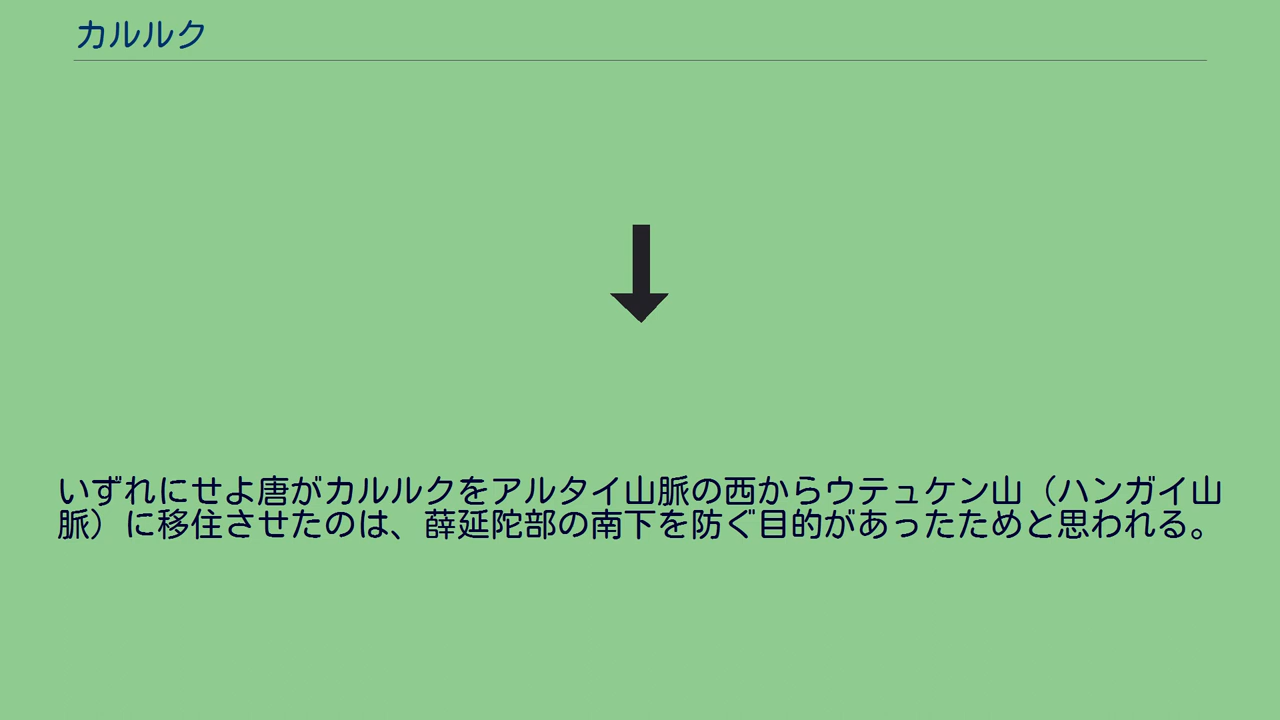 カルルク
いずれにせよ唐がカルルクをアルタイ山脈の西からウテュケン山（ハンガイ山
脈）に移住させたのは、薛延陀部の南下を防ぐ目的があったためと思われる。